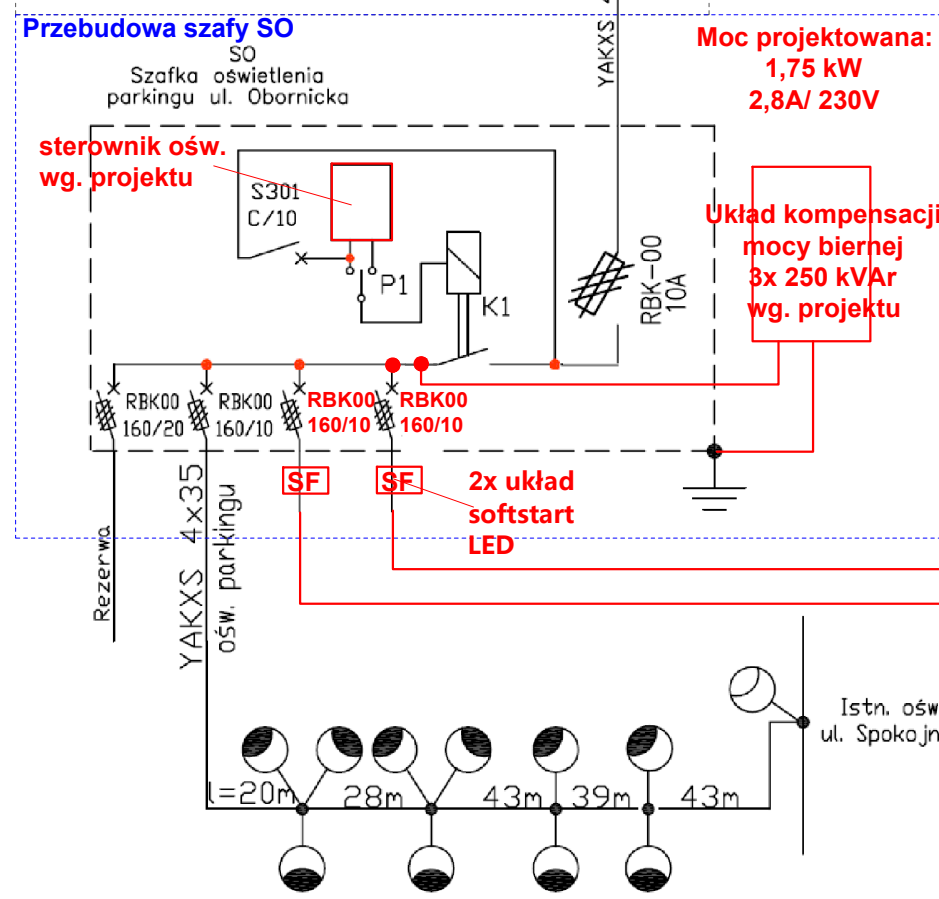 Przebudowa szafy SO
SO
Szafka oświetlenia
parkingu ul. Obornicka
YAKXS
Moc projektowana:
1,75 kW
2,8A/ 230V
sterownik ośw.
wg. projektu
S301
C/10
P1
K1
RBK-00
10A
Układ kompensacji
mocy biernej
3x 250 kVAr
wg. projektu
RBK00
160/20
RBK00
160/10
RBK00
160/10
RBK00
160/10
SF
SF
2x układ
softstart
LED
Rezerwa
YAKXS 4x35
ośw. parkingu
Istn. ośw
ul. Spokojn
l=20m
28m
43m
39m
43m